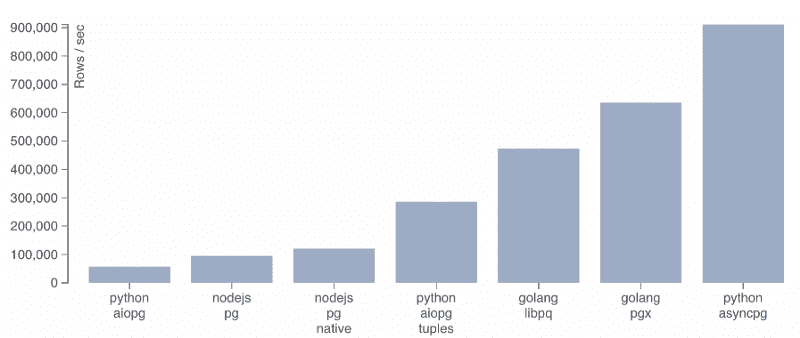 900,000
800,000
700,000
600,000
500,000
400,000
300,000
200,000
100,000
0
Rows / sec
python
aiopg
nodejs
pg
nodejs
pg
native
python
aiopg
tuples
golang
libpq
golang
pgx
python
asyncpg